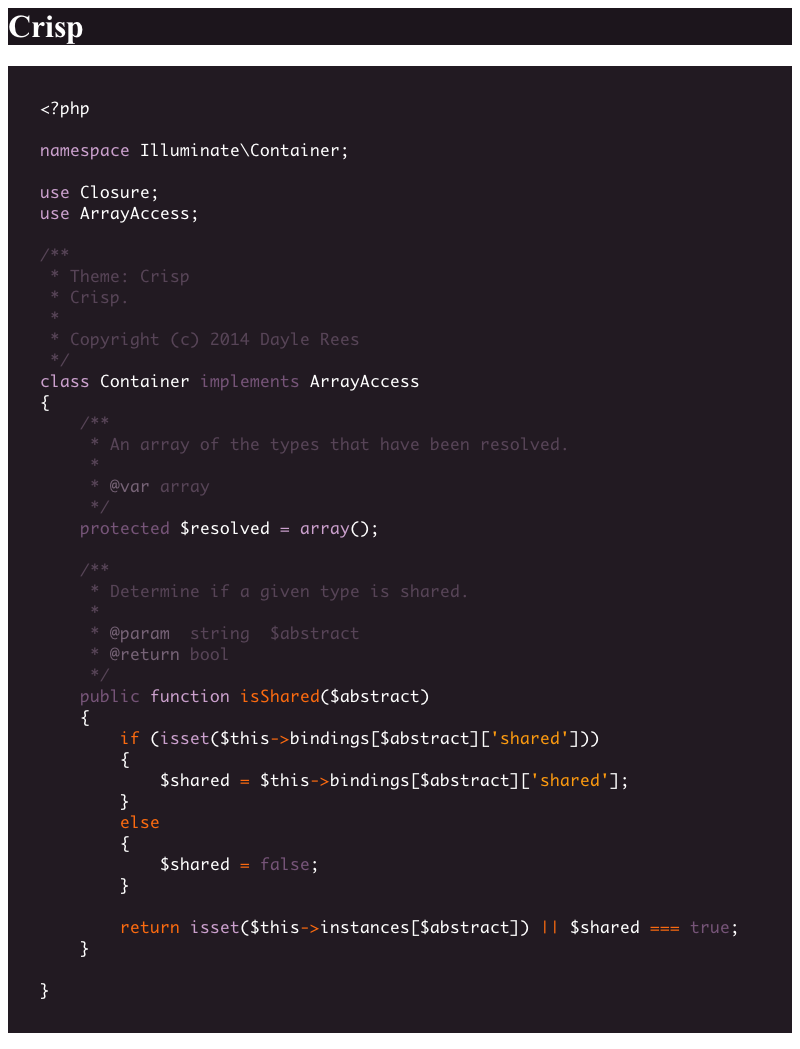 Crisp
<?php
namespace Illuminate\Container;
use Closure;
use ArrayAccess;
/**
 * Theme: Crisp
 * Crisp.
 *
 * Copyright (c) 2014 Dayle Rees
 */
class Container implements ArrayAccess
{
    /**
     * An array of the types that have been resolved.
     *
     * @var array
     */
    protected $resolved = array();
    /**
     * Determine if a given type is shared.
     *
     * @param  string  $abstract
     * @return bool
     */
    public function isShared($abstract)
    {
        if (isset($this->bindings[$abstract]['shared']))
        {
            $shared = $this->bindings[$abstract]['shared'];
        }
        else
        {
            $shared = false;
        }
        return isset($this->instances[$abstract]) || $shared === true;
    }
}